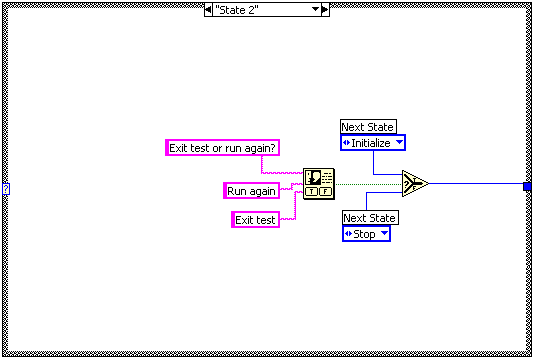 "State 2"
Next State
Initialize
Exit test or run again?
Run again
T F
?
T
F
?
Exit test
Next State
Stop